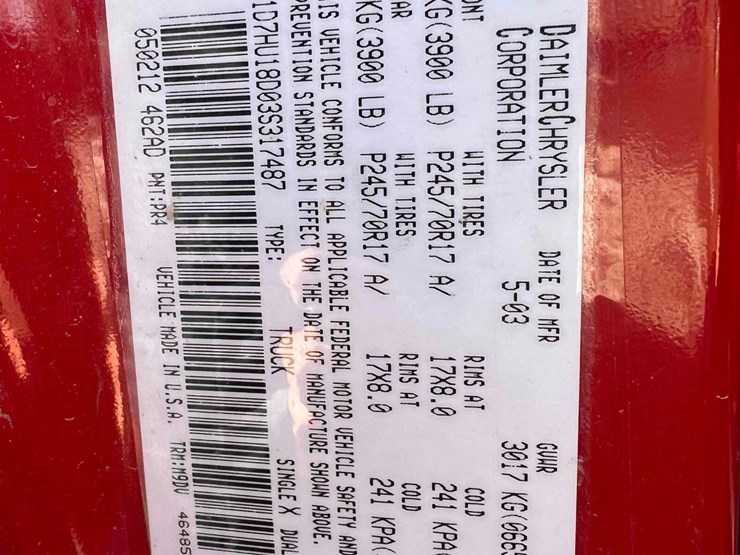 DAIMLERCHRYSLER CORPORATION
DATE OF MFR 5-03
GVWR 3017 KG(066
ONT WITH TIRES RIMS AT COLD
KG(3900 LB) P245/70R17 A/ 17X8.0 241 KPA(
AR WITH TIRES RIMS AT COLD
KG(3900 LB) P245/70R17 A/ 17X8.0 241 KPA(
IS VEHICLE CONFORMS TO ALL APPLICABLE FEDERAL MOTOR VEHICLE SAFETY AND
REVENTION STANDARDS IN EFFECT ON THE DATE OF MANUFACTURE SHOWN ABOVE.
1D7HU18D03S317487 TYPE: TRUCK SINGLE X DUAL
050212 462AD PNT:PR4 VEHICLE MADE IN U.S.A. TRM:M9DV 46485